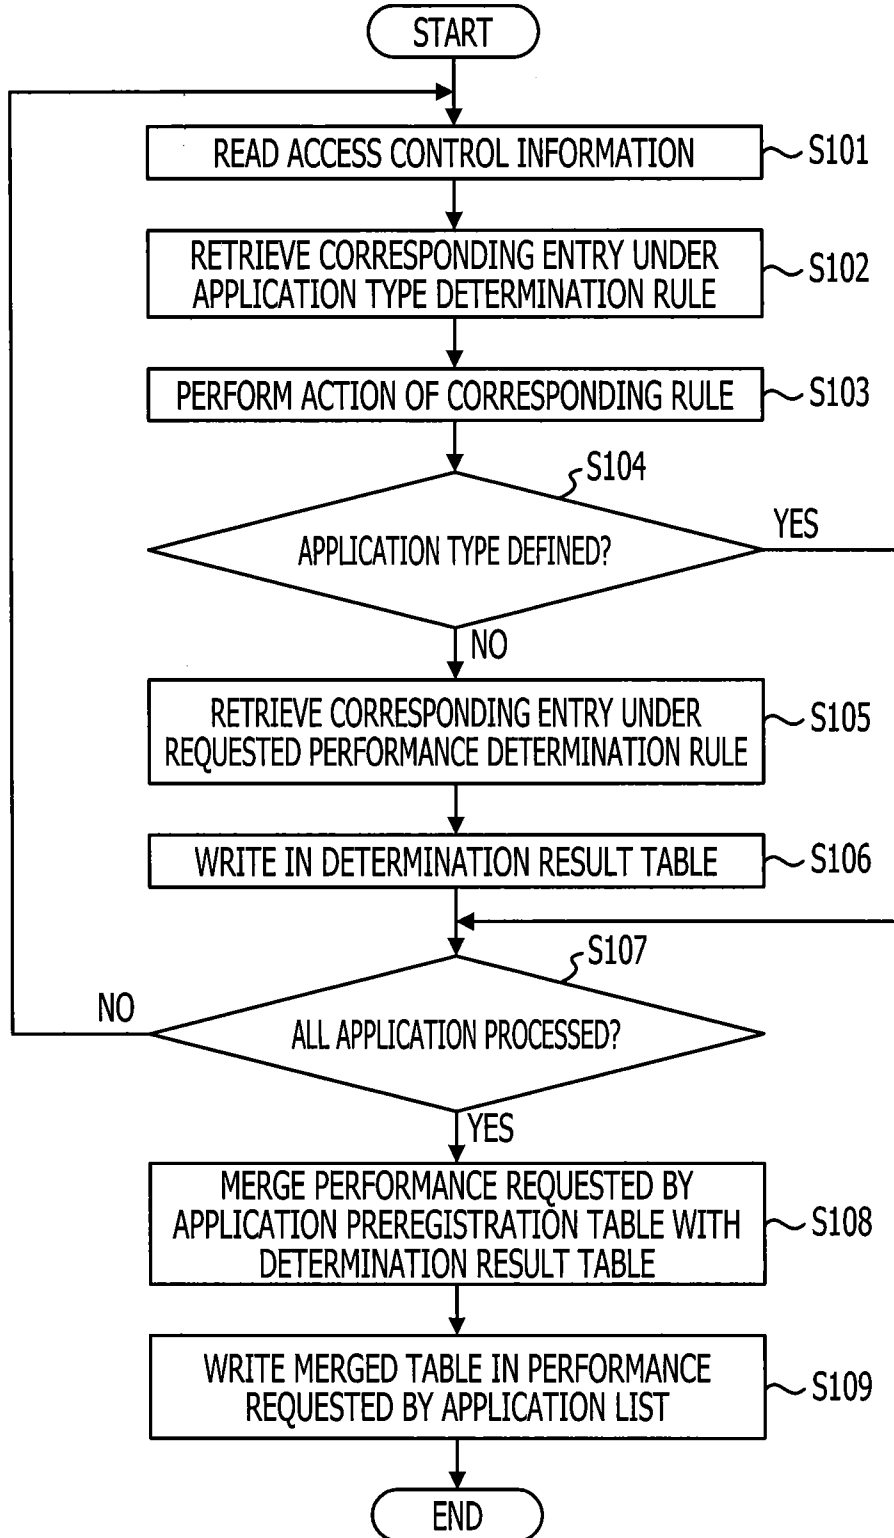 START
READ ACCESS CONTROL INFORMATION
S101
RETRIEVE CORRESPONDING ENTRY UNDER
APPLICATION TYPE DETERMINATION RULE
S102
PERFORM ACTION OF CORRESPONDING RULE
S103
S104
APPLICATION TYPE DEFINED?
YES
NO
RETRIEVE CORRESPONDING ENTRY UNDER
REQUESTED PERFORMANCE DETERMINATION RULE
S105
WRITE IN DETERMINATION RESULT TABLE
S106
S107
NO
ALL APPLICATION PROCESSED?
YES
MERGE PERFORMANCE REQUESTED BY
APPLICATION PREREGISTRATION TABLE WITH
DETERMINATION RESULT TABLE
S108
WRITE MERGED TABLE IN PERFORMANCE
REQUESTED BY APPLICATION LIST
S109
END